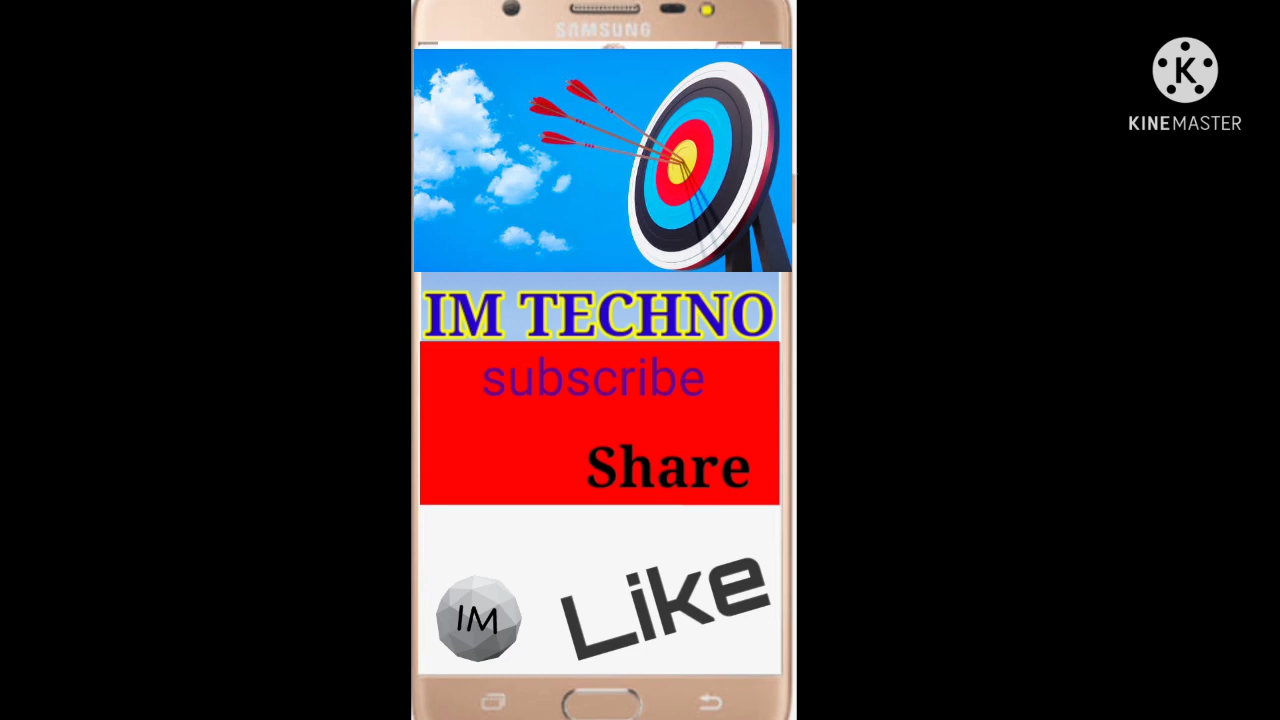 SAMSUNG
K
KINEMASTER
IM TECHNO
subscribe
Share
Like
IM